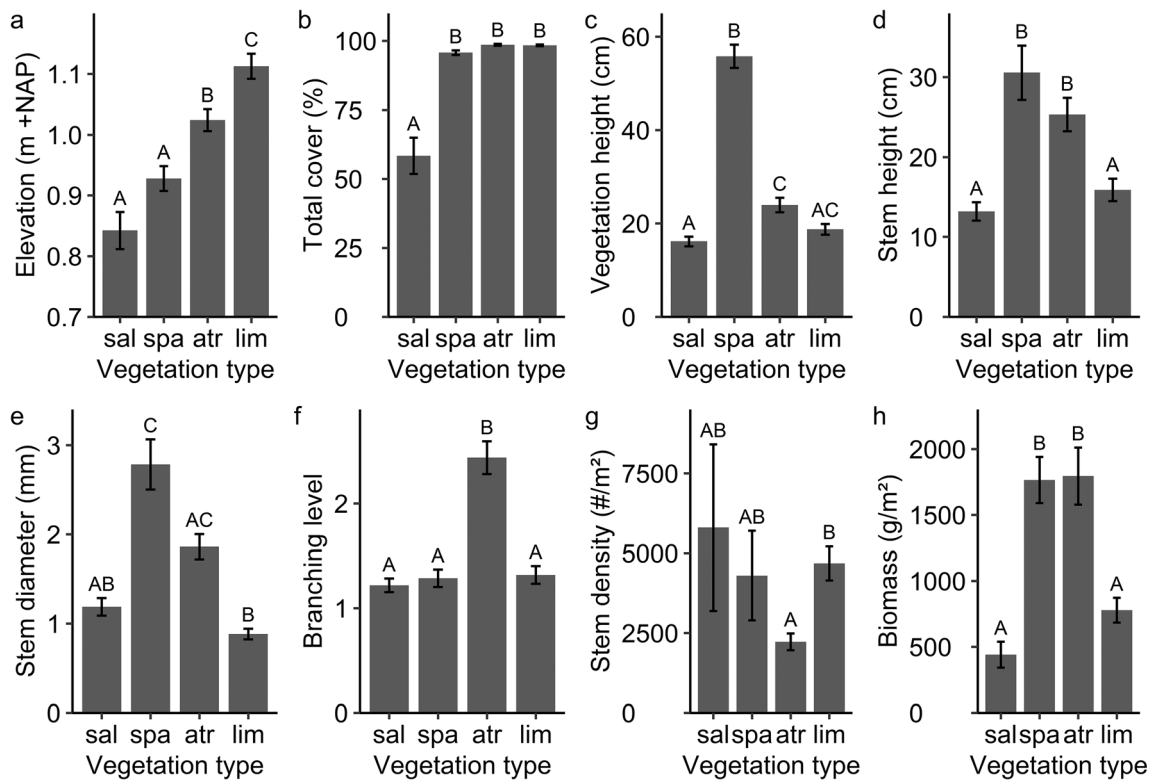 a
Elevation (m +NAP)
1.1
1.0
0.9
0.8
0.7
A
A
B
C
sal spa atr lim
Vegetation type
b
Total cover (%)
100
75
50
25
0
A
B
B
B
sal spa atr lim
Vegetation type
c
Vegetation height (cm)
60
40
20
0
A
B
C
AC
sal spa atr lim
Vegetation type
d
Stem height (cm)
30
20
10
0
A
B
B
A
sal spa atr lim
Vegetation type
e
Stem diameter (mm)
3
2
1
0
AB
C
AC
B
sal spa atr lim
Vegetation type
f
Branching level
2
1
0
A
A
B
A
sal spa atr lim
Vegetation type
g
Stem density (#/m²)
7500
5000
2500
0
AB
AB
A
B
sal spa atr lim
Vegetation type
h
Biomass (g/m²)
2000
1500
1000
500
0
A
B
B
A
sal spa atr lim
Vegetation type